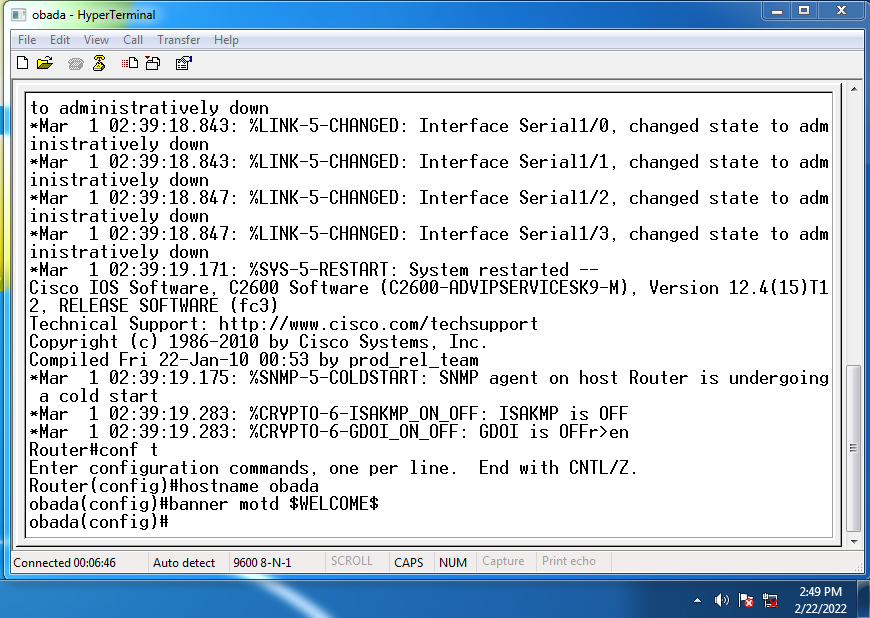 obada - HyperTerminal
File Edit View Call Transfer Help
to administratively down
*Mar  1 02:39:18.843: %LINK-5-CHANGED: Interface Serial1/0, changed state to adm
inistratively down
*Mar  1 02:39:18.843: %LINK-5-CHANGED: Interface Serial1/1, changed state to adm
inistratively down
*Mar  1 02:39:18.847: %LINK-5-CHANGED: Interface Serial1/2, changed state to adm
inistratively down
*Mar  1 02:39:18.847: %LINK-5-CHANGED: Interface Serial1/3, changed state to adm
inistratively down
*Mar  1 02:39:19.171: %SYS-5-RESTART: System restarted --
Cisco IOS Software, C2600 Software (C2600-ADVIPSERVICESK9-M), Version 12.4(15)T1
2, RELEASE SOFTWARE (fc3)
Technical Support: http://www.cisco.com/techsupport
Copyright (c) 1986-2010 by Cisco Systems, Inc.
Compiled Fri 22-Jan-10 00:53 by prod_rel_team
*Mar  1 02:39:19.175: %SNMP-5-COLDSTART: SNMP agent on host Router is undergoing
 a cold start
*Mar  1 02:39:19.283: %CRYPTO-6-ISAKMP_ON_OFF: ISAKMP is OFF
*Mar  1 02:39:19.283: %CRYPTO-6-GDOI_ON_OFF: GDOI is OFFr>en
Router#conf t
Enter configuration commands, one per line.  End with CNTL/Z.
Router(config)#hostname obada
obada(config)#banner motd $WELCOME$
obada(config)#
Connected 00:06:46 Auto detect 9600 8-N-1 SCROLL CAPS NUM Capture Print echo
2:49 PM
2/22/2022